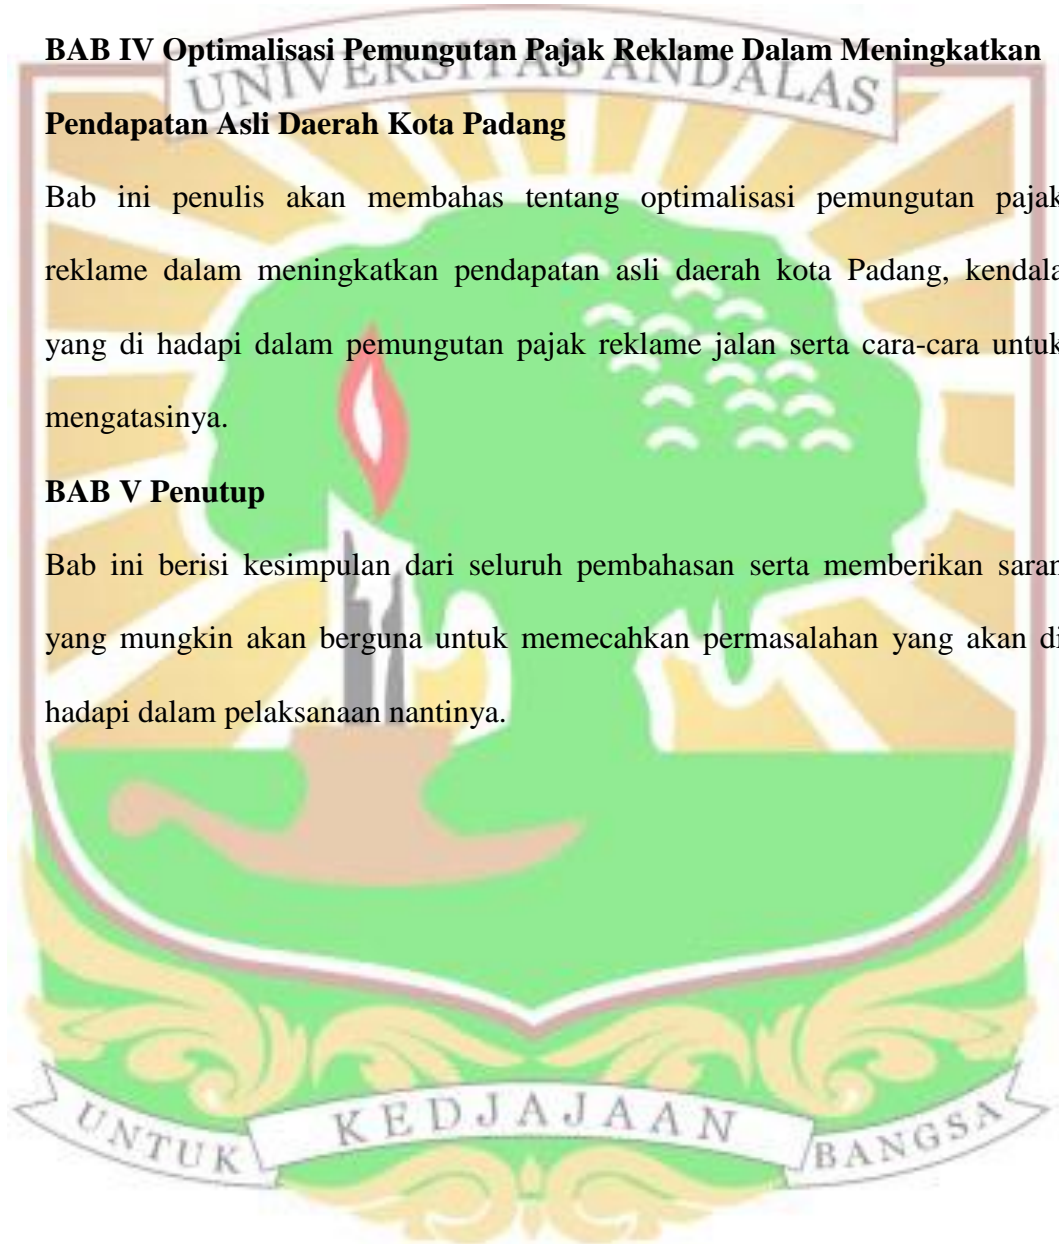 BAB IV Optimalisasi Pemungutan Pajak Reklame Dalam Meningkatkan
UNIVERSITAS ANDALAS
Pendapatan Asli Daerah Kota Padang
Bab ini penulis akan membahas tentang optimalisasi pemungutan pajak
reklame dalam meningkatkan pendapatan asli daerah kota Padang, kendala
yang di hadapi dalam pemungutan pajak reklame jalan serta cara-cara untuk
mengatasinya.
BAB V Penutup
Bab ini berisi kesimpulan dari seluruh pembahasan serta memberikan saran
yang mungkin akan berguna untuk memecahkan permasalahan yang akan di
hadapi dalam pelaksanaan nantinya.
UNTUK KEDJAJAAN BANGSA